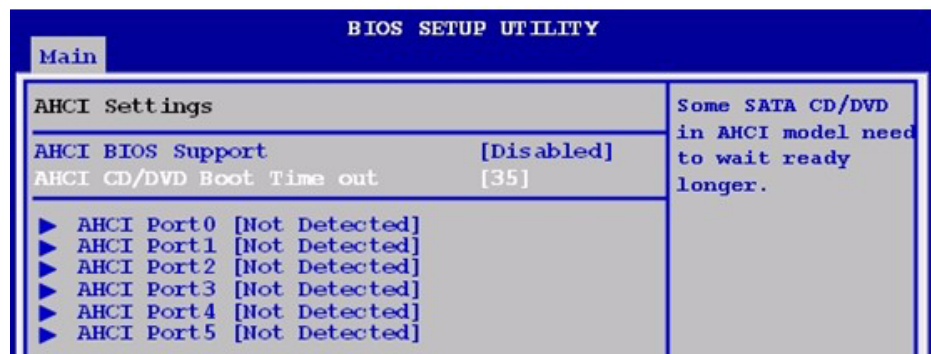 BIOS SETUP UTILITY
Main
AHCI Settings
AHCI BIOS Support [Disabled]
AHCI CD/DVD Boot Time out [35]
AHCI Port0 [Not Detected]
AHCI Port1 [Not Detected]
AHCI Port2 [Not Detected]
AHCI Port3 [Not Detected]
AHCI Port4 [Not Detected]
AHCI Port5 [Not Detected]
Some SATA CD/DVD
in AHCI model need
to wait ready
longer.